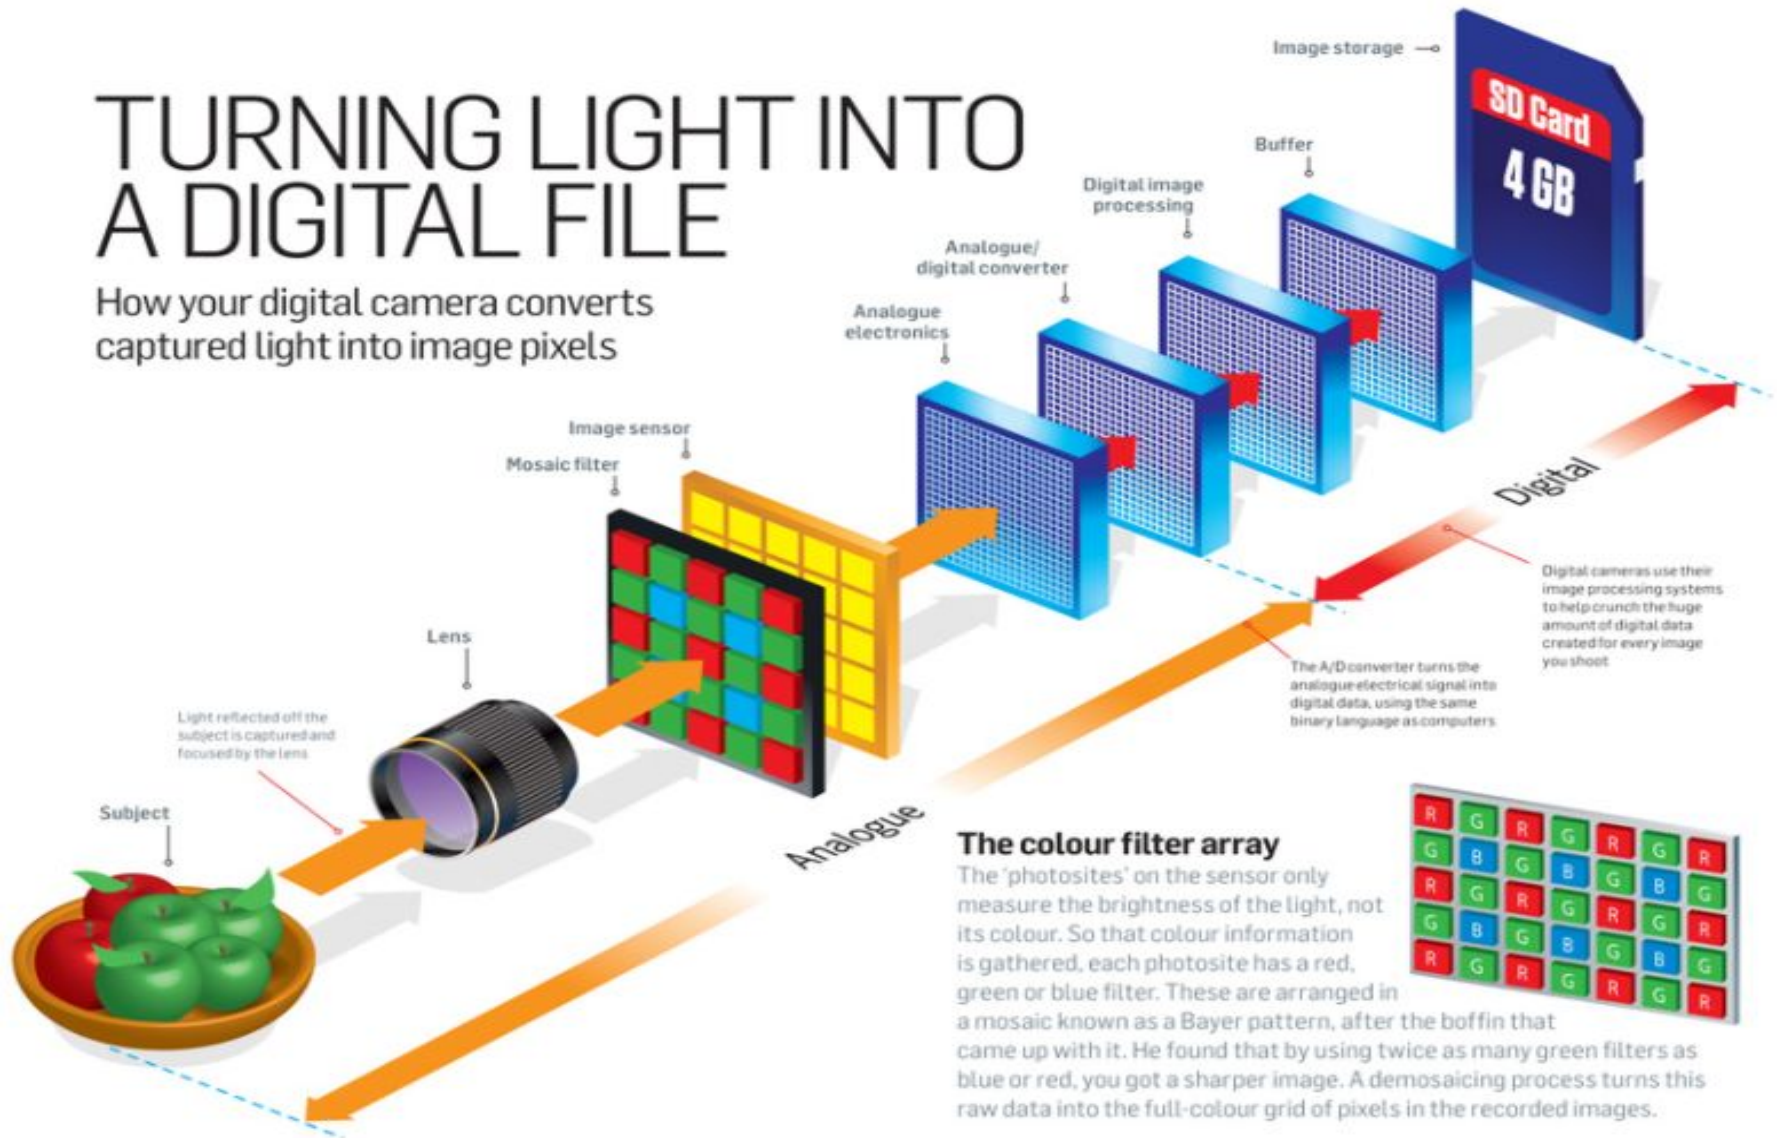 TURNING LIGHT INTO
A DIGITAL FILE
How your digital camera converts
captured light into image pixels
Image storage
SD Card
4 GB
Buffer
Digital image
processing
Analogue/
digital converter
Analogue
electronics
Image sensor
Mosaic filter
Lens
Light reflected off the
subject is captured and
focused by the lens
Subject
Analogue
Digital
Digital cameras use their
image processing systems
to help crunch the huge
amount of digital data
created for every image
you shoot
The A/D converter turns the
analogue electrical signal into
digital data, using the same
binary language as computers
The colour filter array
The 'photosites' on the sensor only
measure the brightness of the light, not
its colour. So that colour information
is gathered, each photosite has a red,
green or blue filter. These are arranged in
a mosaic known as a Bayer pattern, after the boffin that
came up with it. He found that by using twice as many green filters as
blue or red, you got a sharper image. A demosaicing process turns this
raw data into the full-colour grid of pixels in the recorded images.
R G R G R G R
G B G B G B G
R G R G R G R
G B G B G B G
R G R G R G R